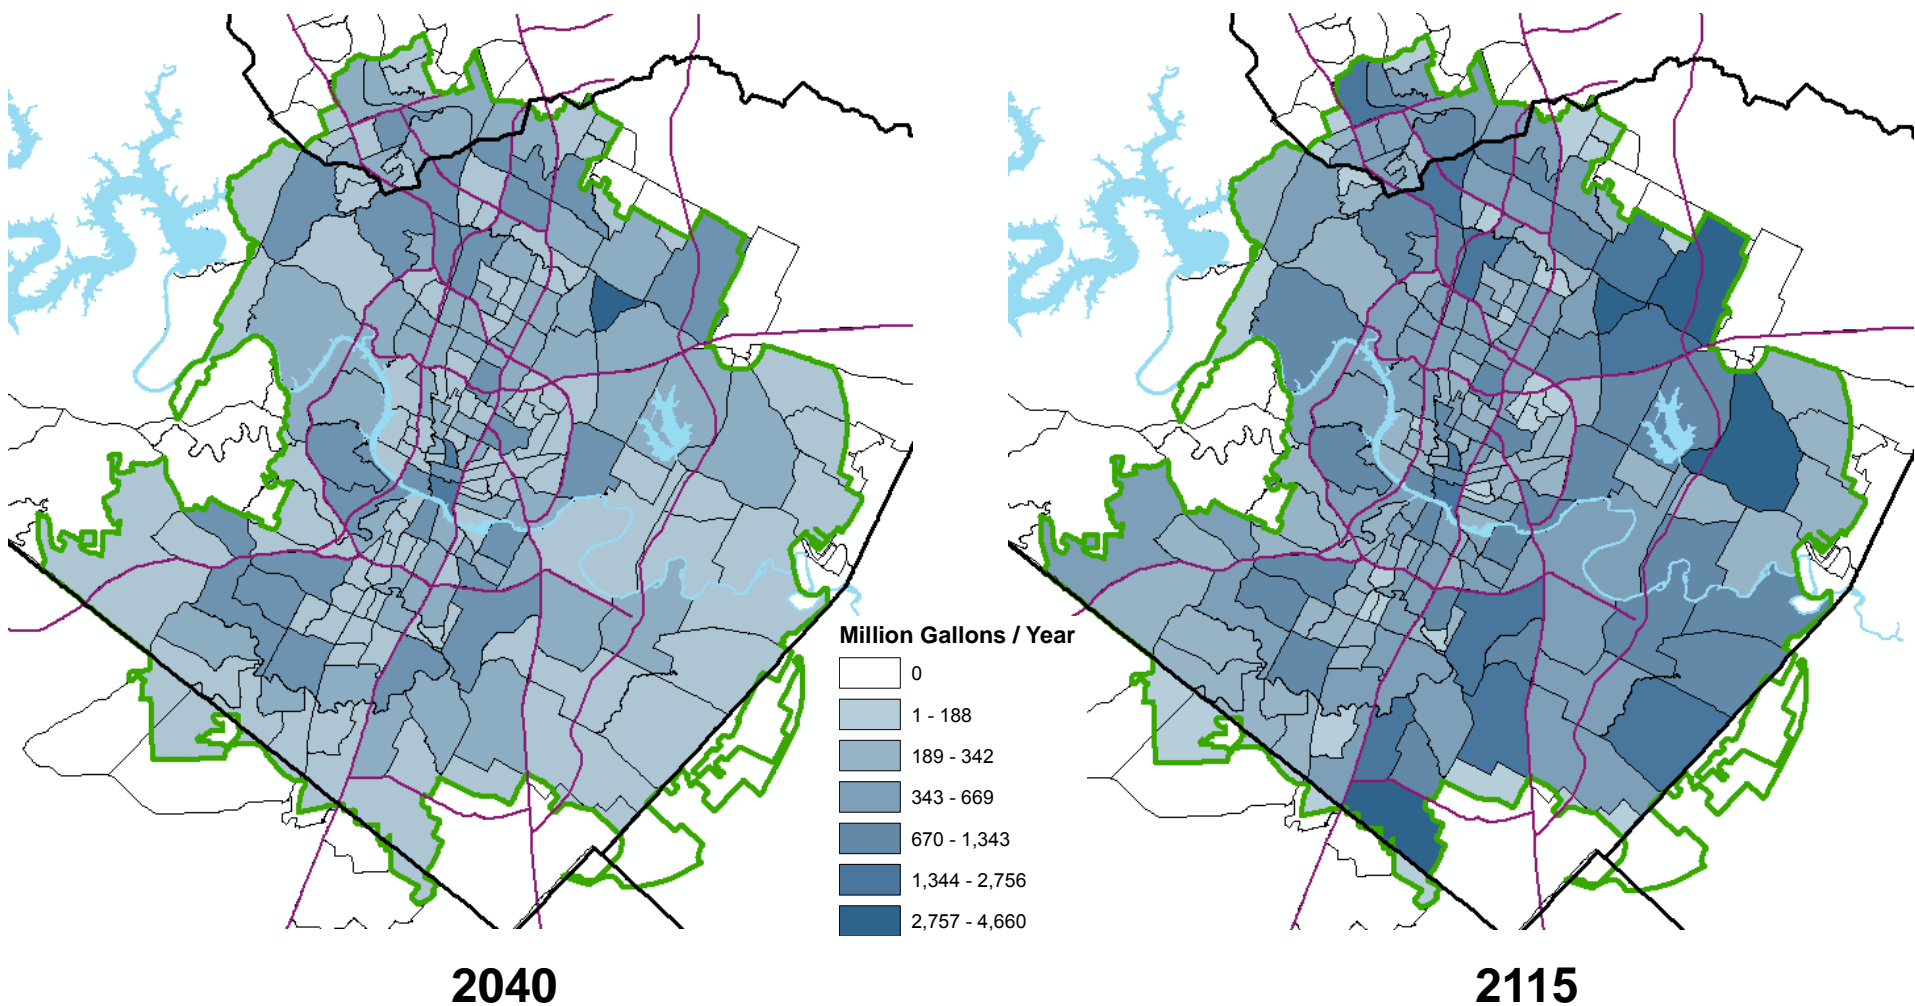 Million Gallons / Year
0
1 - 188
189 - 342
343 - 669
670 - 1,343
1,344 - 2,756
2,757 - 4,660
2040
2115